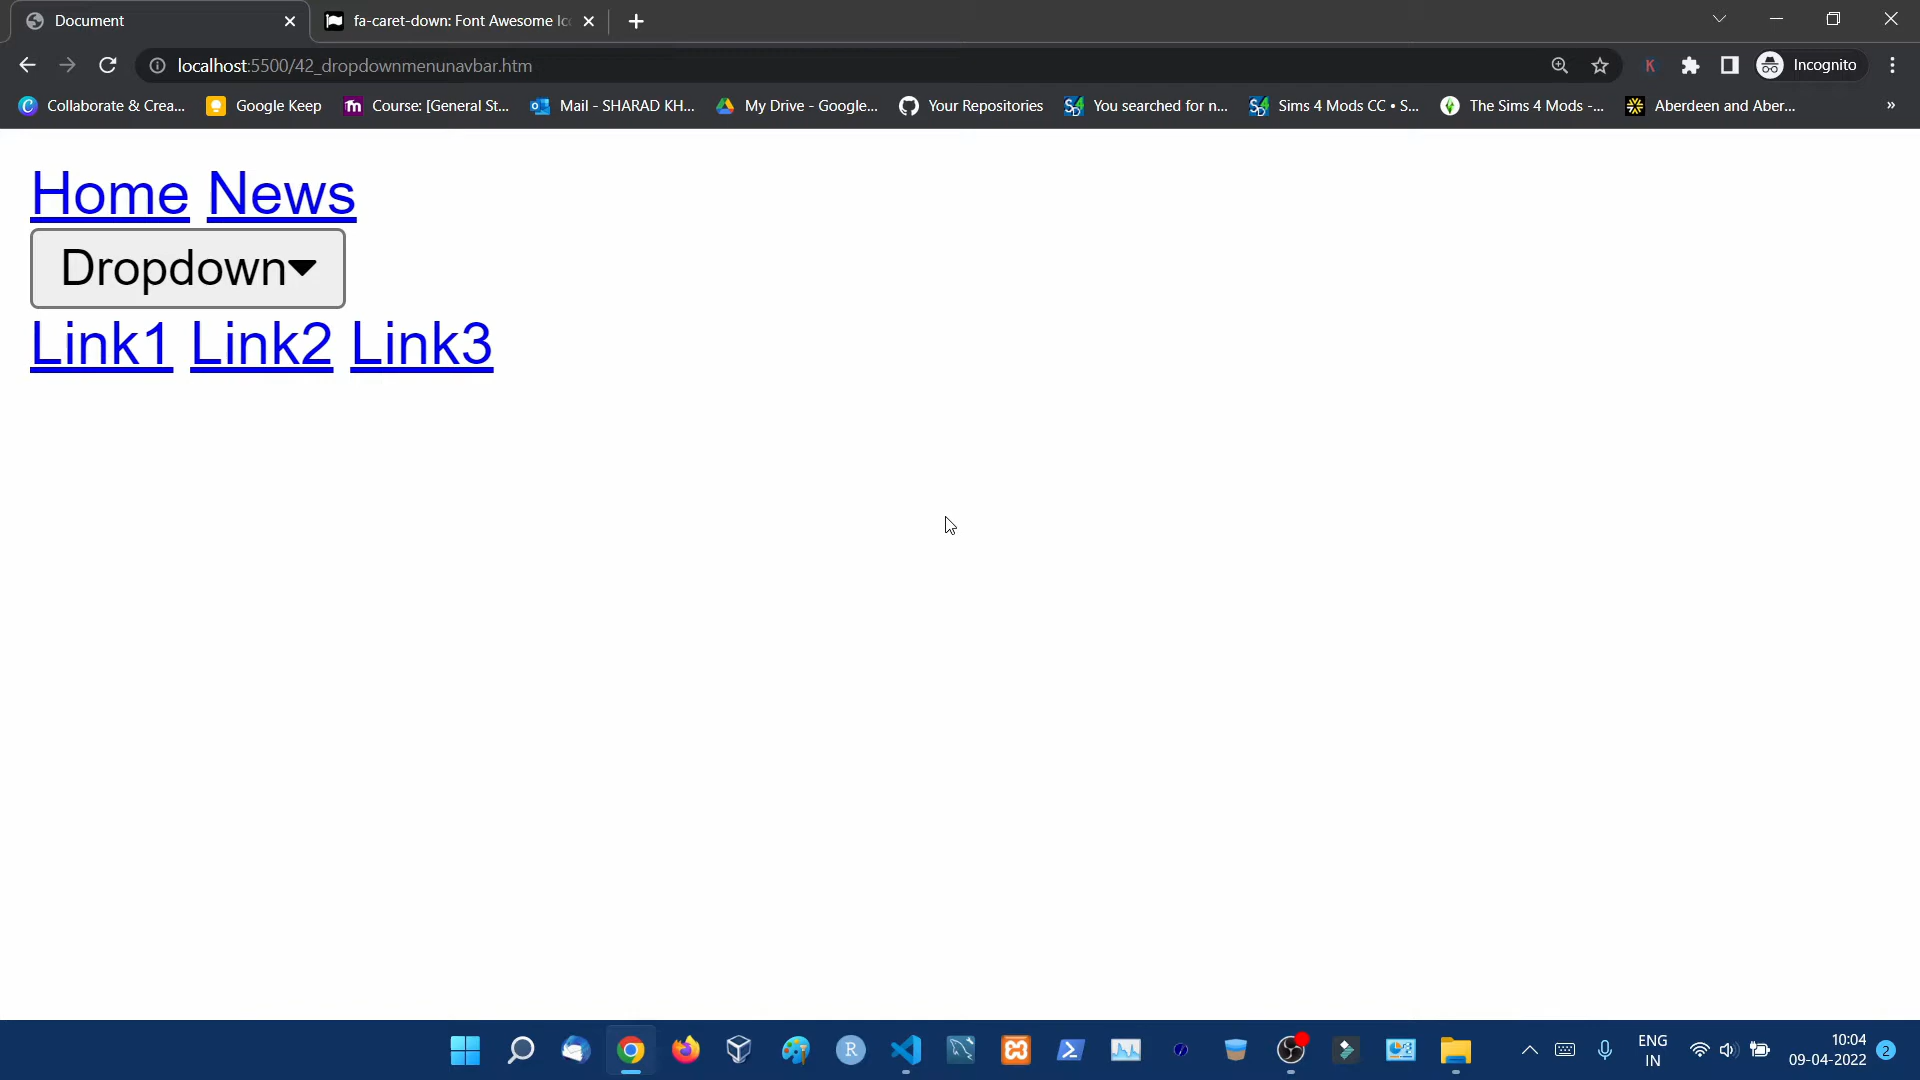 Document
fa-caret-down: Font Awesome Ic
localhost:5500/42_dropdownmenunavbar.htm
Incognito
Collaborate & Crea...
Google Keep
Course: [General St...
Mail - SHARAD KH...
My Drive - Google...
Your Repositories
You searched for n...
Sims 4 Mods CC • S...
The Sims 4 Mods -...
Aberdeen and Aber...
»
Home News
Dropdown
Link1 Link2 Link3
ENG
IN
10:04
09-04-2022
2